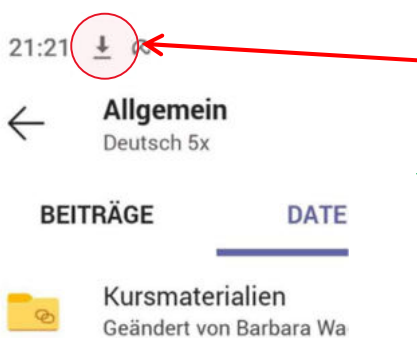 21:21
Allgemein
Deutsch 5x
BEITRÄGE DATE
Kursmaterialien
Geändert von Barbara Wa